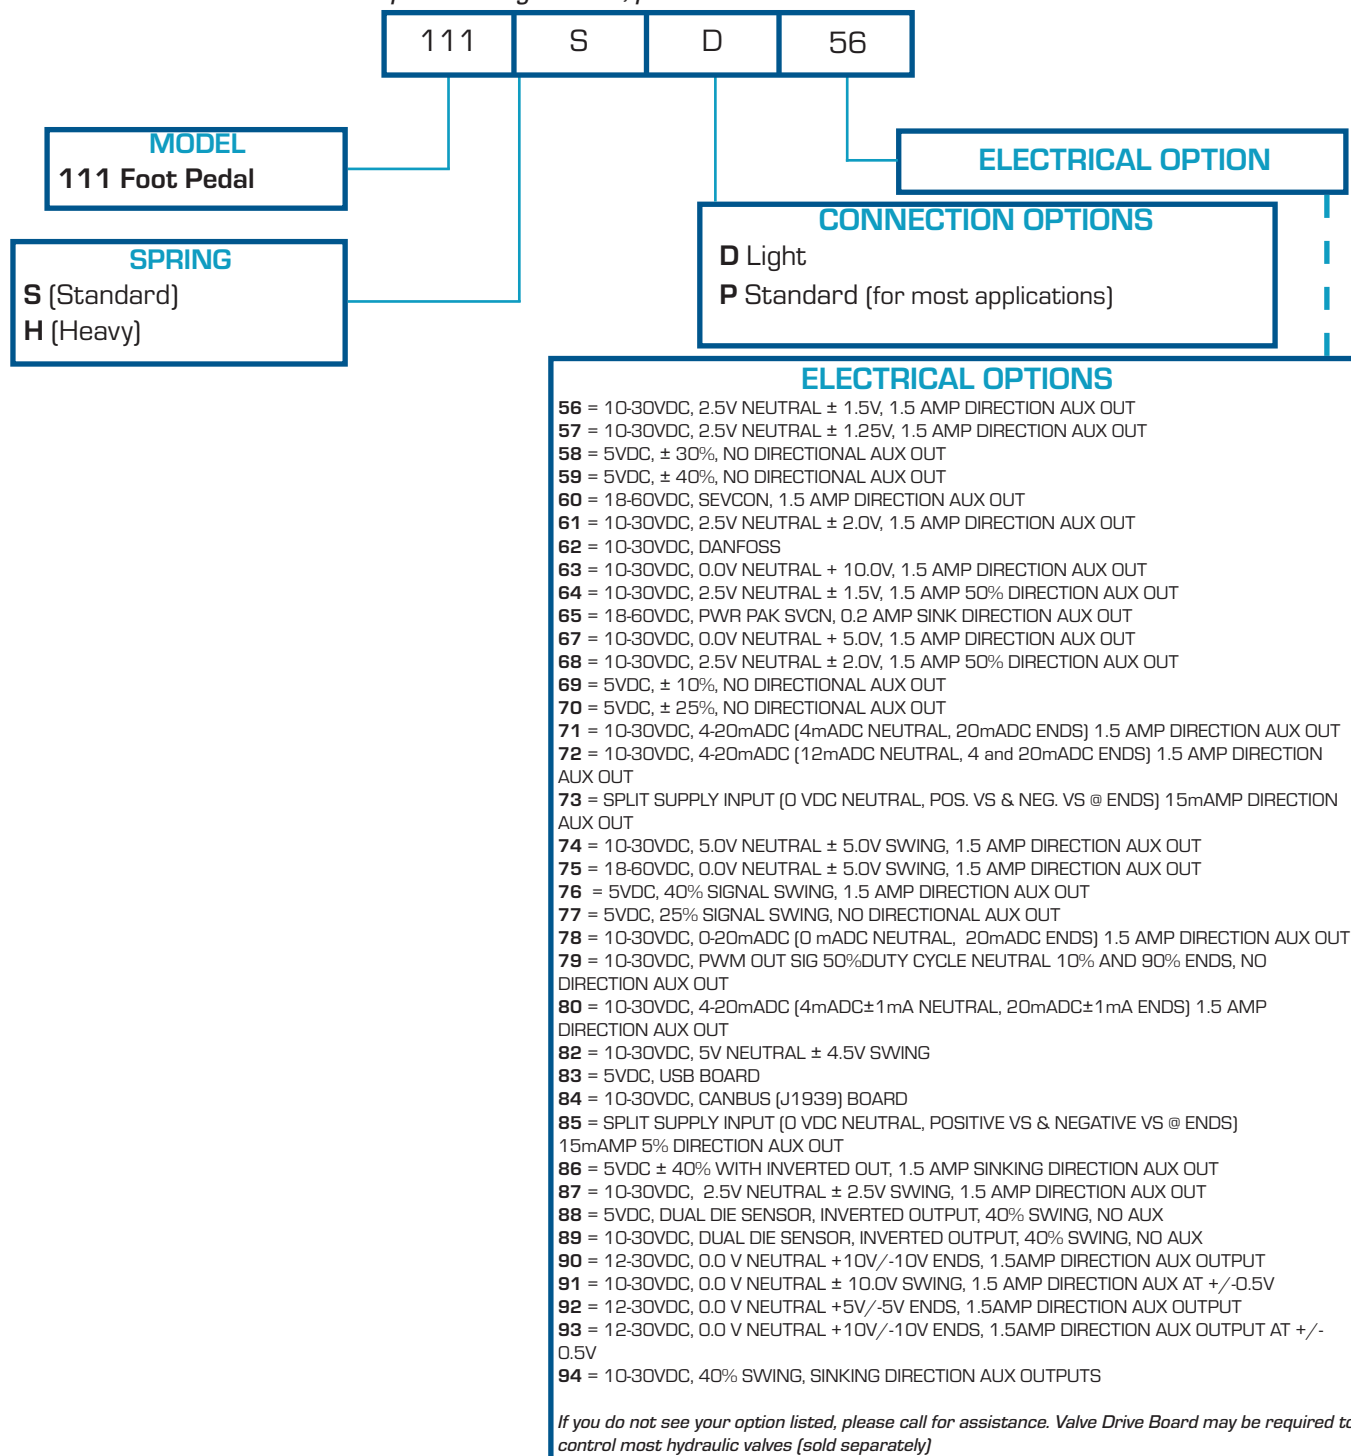 111 S D 56
MODEL
111 Foot Pedal
ELECTRICAL OPTION
CONNECTION OPTIONS
D Light
P Standard (for most applications)
SPRING
S (Standard)
H (Heavy)
ELECTRICAL OPTIONS
56 = 10-30VDC, 2.5V NEUTRAL ± 1.5V, 1.5 AMP DIRECTION AUX OUT
57 = 10-30VDC, 2.5V NEUTRAL ± 1.25V, 1.5 AMP DIRECTION AUX OUT
58 = 5VDC, ± 30%, NO DIRECTIONAL AUX OUT
59 = 5VDC, ± 40%, NO DIRECTIONAL AUX OUT
60 = 18-60VDC, SEVCON, 1.5 AMP DIRECTION AUX OUT
61 = 10-30VDC, 2.5V NEUTRAL ± 2.0V, 1.5 AMP DIRECTION AUX OUT
62 = 10-30VDC, DANFOSS
63 = 10-30VDC, 0.0V NEUTRAL + 10.0V, 1.5 AMP DIRECTION AUX OUT
64 = 10-30VDC, 2.5V NEUTRAL ± 1.5V, 1.5 AMP 50% DIRECTION AUX OUT
65 = 18-60VDC, PWR PAK SVCN, 0.2 AMP SINK DIRECTION AUX OUT
67 = 10-30VDC, 0.0V NEUTRAL + 5.0V, 1.5 AMP DIRECTION AUX OUT
68 = 10-30VDC, 2.5V NEUTRAL ± 2.0V, 1.5 AMP 50% DIRECTION AUX OUT
69 = 5VDC, ± 10%, NO DIRECTIONAL AUX OUT
70 = 5VDC, ± 25%, NO DIRECTIONAL AUX OUT
71 = 10-30VDC, 4-20mADC (4mADC NEUTRAL, 20mADC ENDS) 1.5 AMP DIRECTION AUX OUT
72 = 10-30VDC, 4-20mADC (12mADC NEUTRAL, 4 and 20mADC ENDS) 1.5 AMP DIRECTION
AUX OUT
73 = SPLIT SUPPLY INPUT (0 VDC NEUTRAL, POS. VS & NEG. VS @ ENDS) 15mAMP DIRECTION
AUX OUT
74 = 10-30VDC, 5.0V NEUTRAL ± 5.0V SWING, 1.5 AMP DIRECTION AUX OUT
75 = 18-60VDC, 0.0V NEUTRAL ± 5.0V SWING, 1.5 AMP DIRECTION AUX OUT
76 = 5VDC, 40% SIGNAL SWING, 1.5 AMP DIRECTION AUX OUT
77 = 5VDC, 25% SIGNAL SWING, NO DIRECTIONAL AUX OUT
78 = 10-30VDC, 0-20mADC (0 mADC NEUTRAL, 20mADC ENDS) 1.5 AMP DIRECTION AUX OUT
79 = 10-30VDC, PWM OUT SIG 50%DUTY CYCLE NEUTRAL 10% AND 90% ENDS, NO
DIRECTION AUX OUT
80 = 10-30VDC, 4-20mADC (4mADC±1mA NEUTRAL, 20mADC±1mA ENDS) 1.5 AMP
DIRECTION AUX OUT
82 = 10-30VDC, 5V NEUTRAL ± 4.5V SWING
83 = 5VDC, USB BOARD
84 = 10-30VDC, CANBUS (J1939) BOARD
85 = SPLIT SUPPLY INPUT (0 VDC NEUTRAL, POSITIVE VS & NEGATIVE VS @ ENDS)
15mAMP 5% DIRECTION AUX OUT
86 = 5VDC ± 40% WITH INVERTED OUT, 1.5 AMP SINKING DIRECTION AUX OUT
87 = 10-30VDC, 2.5V NEUTRAL ± 2.5V SWING, 1.5 AMP DIRECTION AUX OUT
88 = 5VDC, DUAL DIE SENSOR, INVERTED OUTPUT, 40% SWING, NO AUX
89 = 10-30VDC, DUAL DIE SENSOR, INVERTED OUTPUT, 40% SWING, NO AUX
90 = 12-30VDC, 0.0 V NEUTRAL +10V/-10V ENDS, 1.5AMP DIRECTION AUX OUTPUT
91 = 10-30VDC, 0.0 V NEUTRAL ± 10.0V SWING, 1.5 AMP DIRECTION AUX AT +/-0.5V
92 = 12-30VDC, 0.0 V NEUTRAL +5V/-5V ENDS, 1.5AMP DIRECTION AUX OUTPUT
93 = 12-30VDC, 0.0 V NEUTRAL +10V/-10V ENDS, 1.5AMP DIRECTION AUX OUTPUT AT +/-
0.5V
94 = 10-30VDC, 40% SWING, SINKING DIRECTION AUX OUTPUTS
If you do not see your option listed, please call for assistance. Valve Drive Board may be required to
control most hydraulic valves (sold separately)